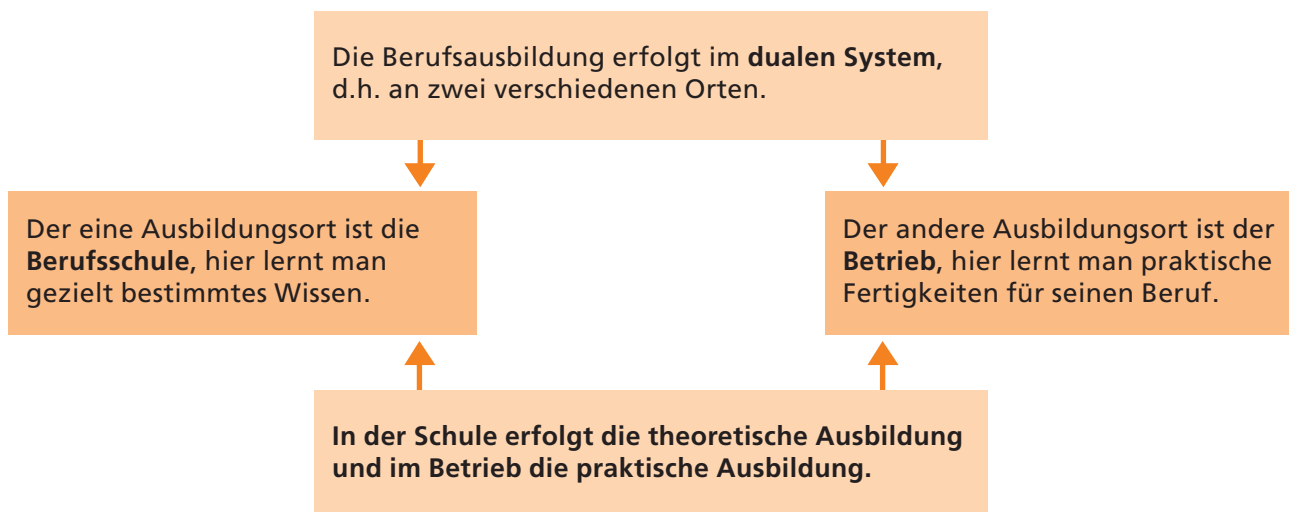 Die Berufsausbildung erfolgt im dualen System,
d.h. an zwei verschiedenen Orten.
Der eine Ausbildungsort ist die
Berufsschule, hier lernt man
gezielt bestimmtes Wissen.
Der andere Ausbildungsort ist der
Betrieb, hier lernt man praktische
Fertigkeiten für seinen Beruf.
In der Schule erfolgt die theoretische Ausbildung
und im Betrieb die praktische Ausbildung.